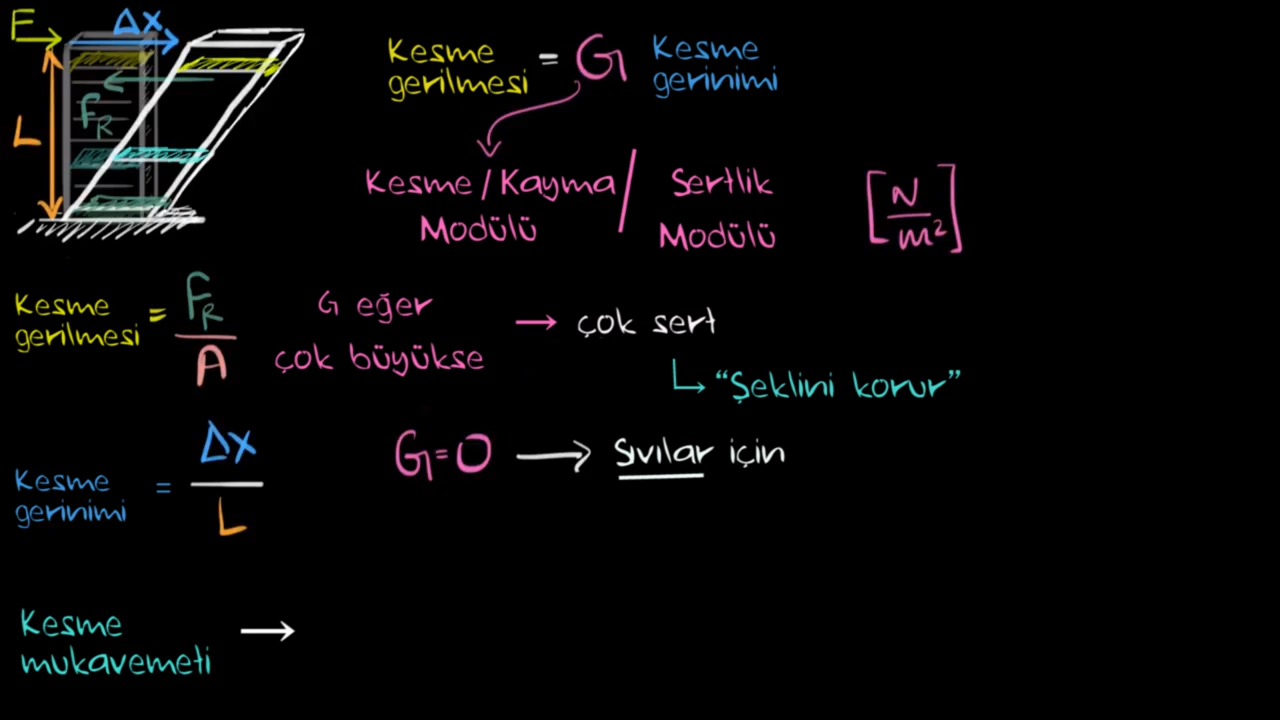 F
Δx
L
F_R
Kesme
gerilmesi = G Kesme
gerinimi
Kesme / Kayma
Modülü / Sertlik
Modülü
[N/m²]
Kesme
gerilmesi = F_R / A
G eğer
çok büyükse → çok sert
↳ “Şeklini korur”
Kesme
gerinimi = Δx / L
G=0 → sıvılar için
Kesme
mukavemeti →